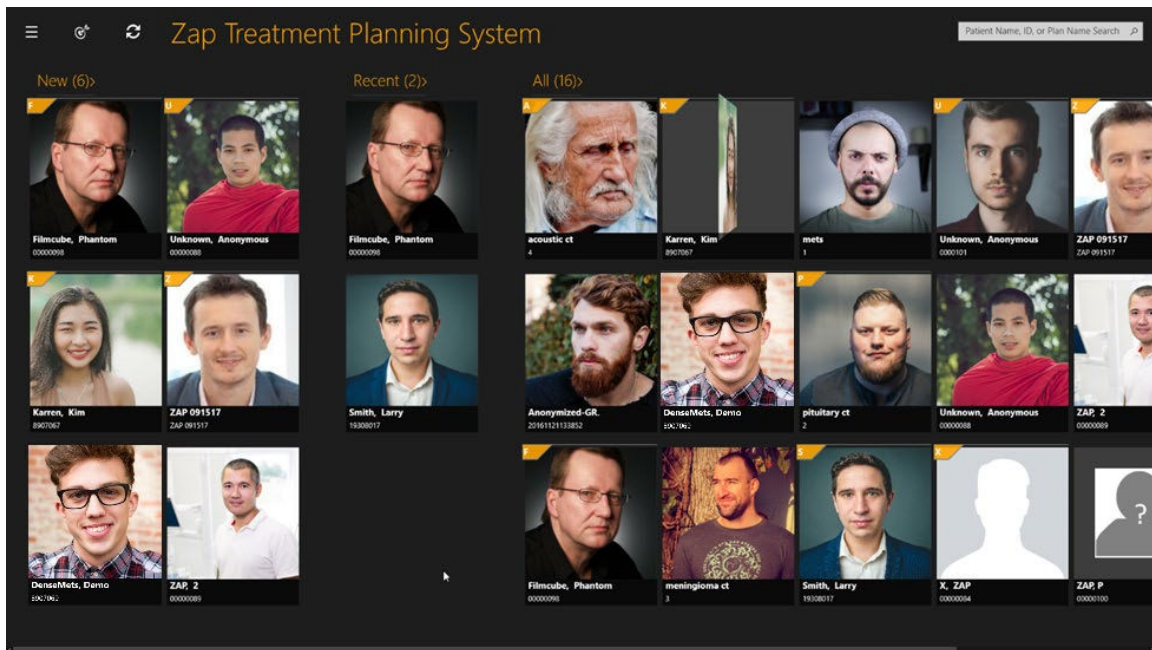 Zap Treatment Planning System
Patient Name, ID, or Plan Name Search
New (6)>
Recent (2)>
All (16)>
F
U
A
K
U
Z
Filmcube, Phantom
00000098
Unknown, Anonymous
00000088
Filmcube, Phantom
00000098
acoustic ct
4
Karren, Kim
8907067
mets
1
Unknown, Anonymous
0000101
ZAP 091517
ZAP 091517
K
Z
P
Karren, Kim
8907067
ZAP 091517
ZAP 091517
Smith, Larry
19308017
Anonymized-GR.
20161121133852
DenseMets, Demo
pituitary ct
2
Unknown, Anonymous
00000088
ZAP, 2
00000089
F
S
X
?
DenseMets, Demo
ZAP, 2
00000089
Filmcube, Phantom
00000098
meningioma ct
3
Smith, Larry
19308017
X, ZAP
00000084
ZAP, P
00000100